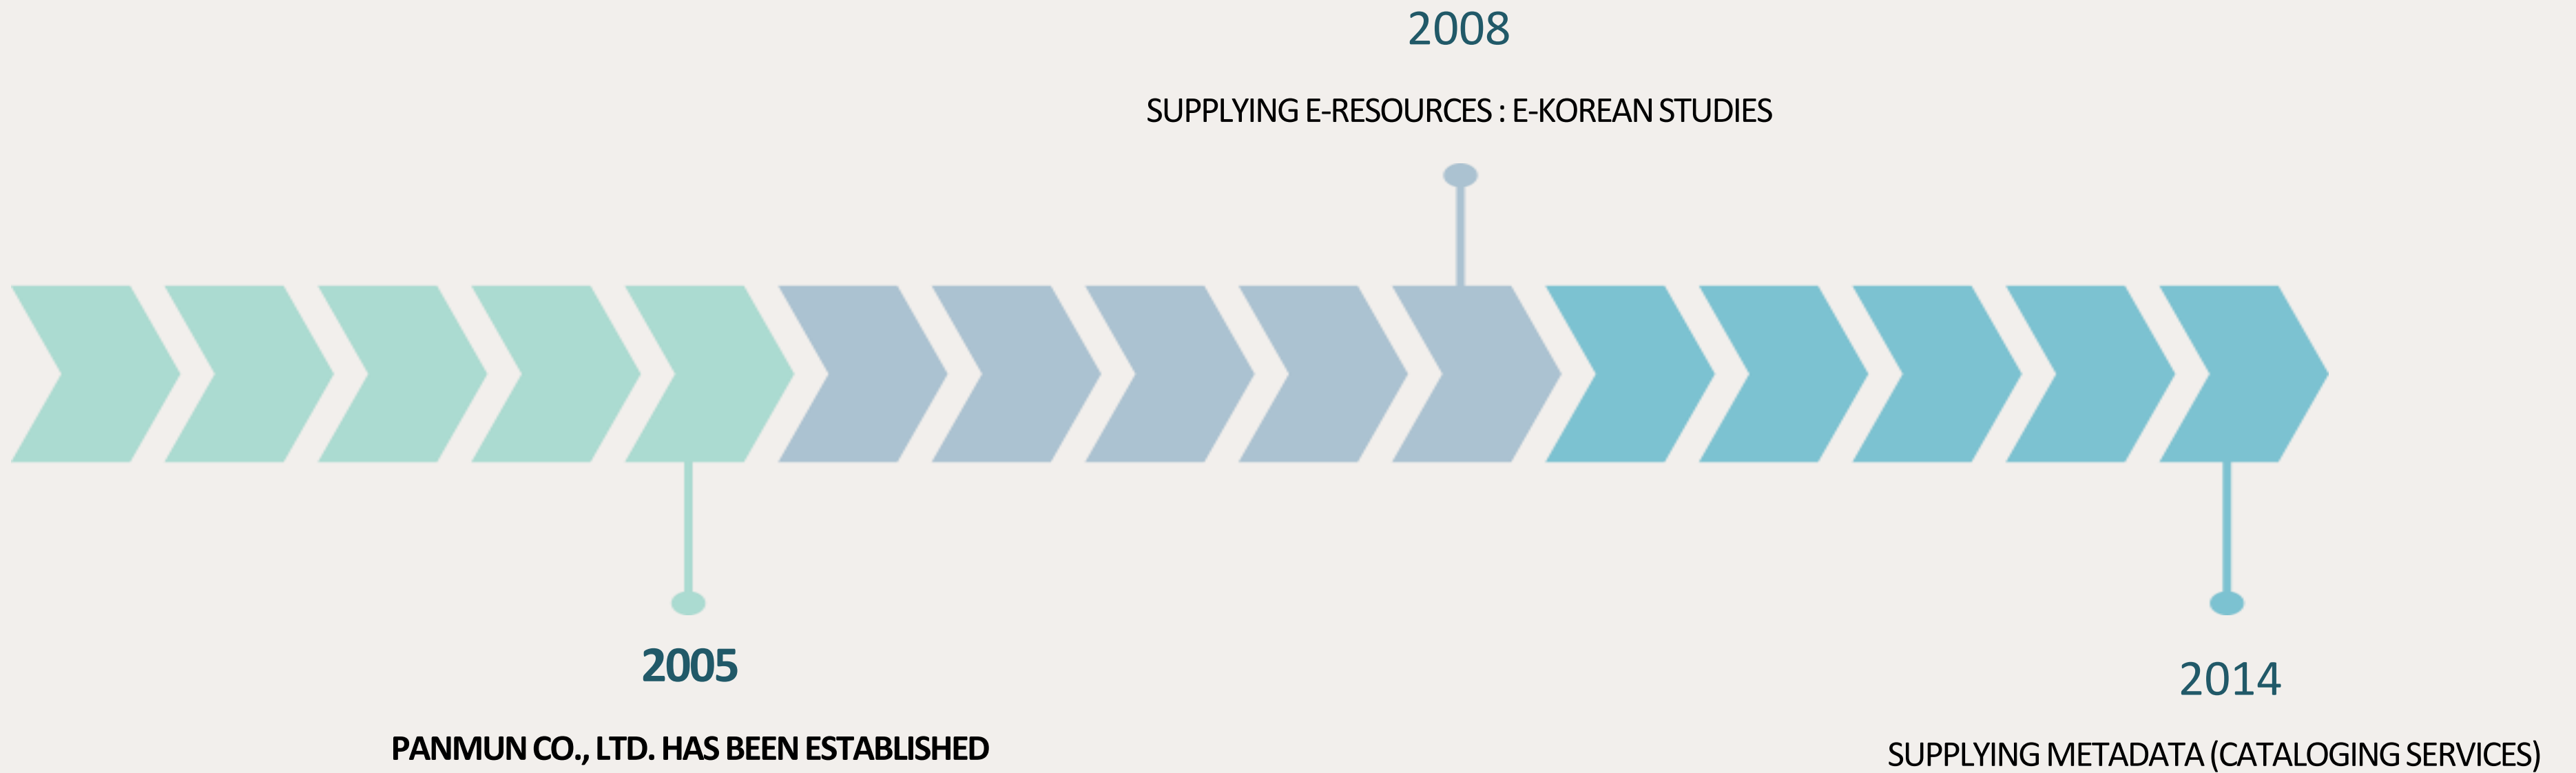 2008
SUPPLYING E-RESOURCES : E-KOREAN STUDIES
2005
PANMUN CO., LTD. HAS BEEN ESTABLISHED
2014
SUPPLYING METADATA (CATALOGING SERVICES)